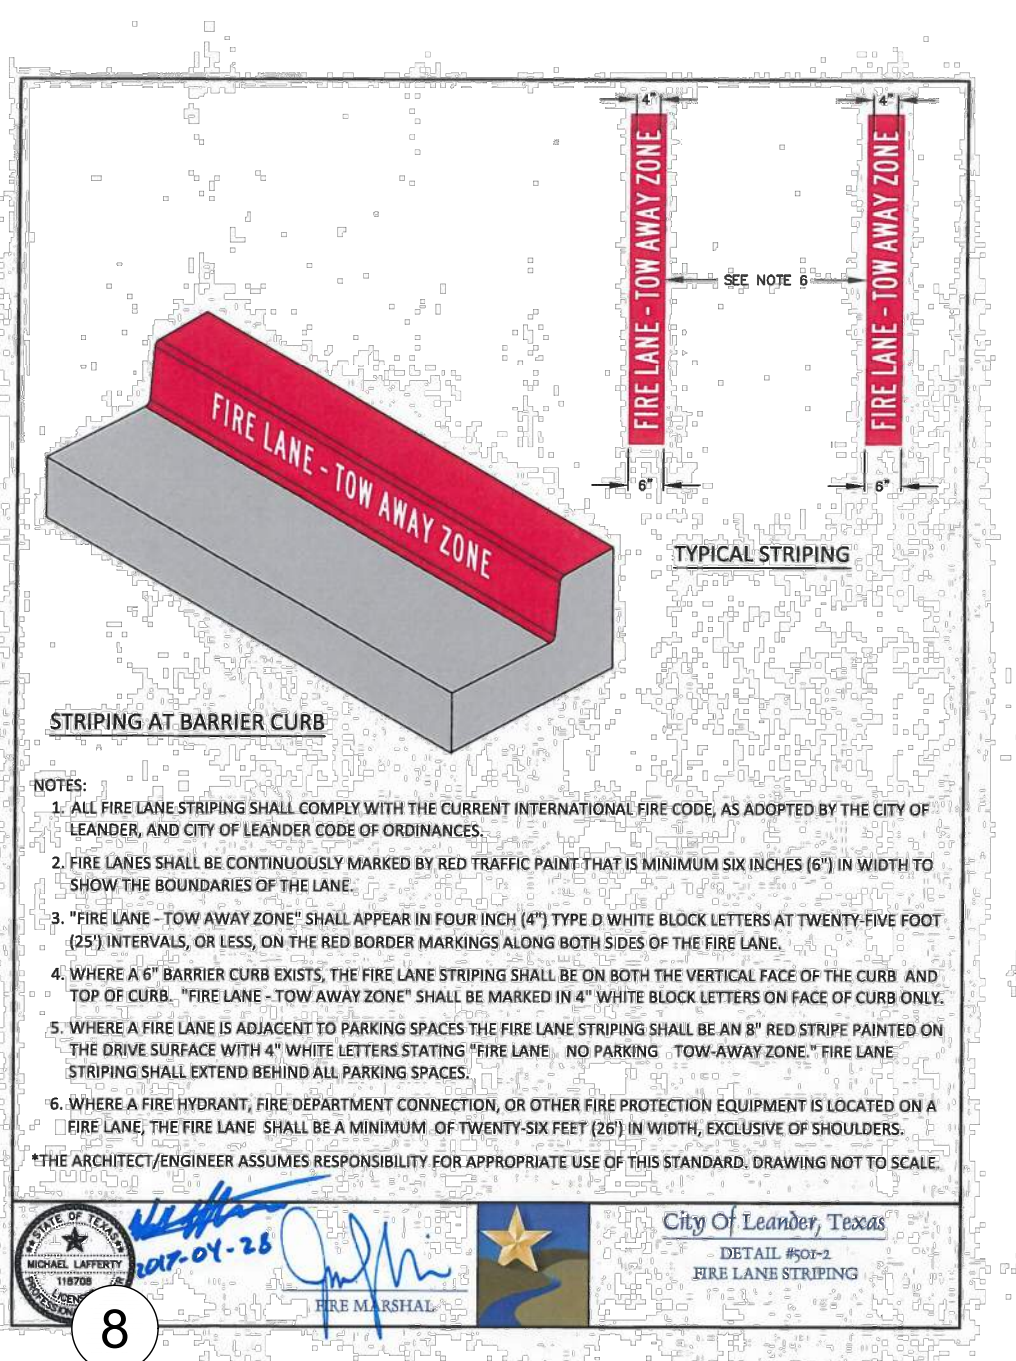 4" 4"
FIRE LANE - TOW AWAY ZONE
FIRE LANE - TOW AWAY ZONE
SEE NOTE 6
6" 6"
FIRE LANE - TOW AWAY ZONE
TYPICAL STRIPING
STRIPING AT BARRIER CURB
NOTES:
1. ALL FIRE LANE STRIPING SHALL COMPLY WITH THE CURRENT INTERNATIONAL FIRE CODE, AS ADOPTED BY THE CITY OF
LEANDER, AND CITY OF LEANDER CODE OF ORDINANCES.
2. FIRE LANES SHALL BE CONTINUOUSLY MARKED BY RED TRAFFIC PAINT THAT IS MINIMUM SIX INCHES (6") IN WIDTH TO
SHOW THE BOUNDARIES OF THE LANE.
3. "FIRE LANE - TOW AWAY ZONE" SHALL APPEAR IN FOUR INCH (4") TYPE D WHITE BLOCK LETTERS AT TWENTY-FIVE FOOT
(25') INTERVALS, OR LESS, ON THE RED BORDER MARKINGS ALONG BOTH SIDES OF THE FIRE LANE.
4. WHERE A 6" BARRIER CURB EXISTS, THE FIRE LANE STRIPING SHALL BE ON BOTH THE VERTICAL FACE OF THE CURB AND
TOP OF CURB. "FIRE LANE - TOW AWAY ZONE" SHALL BE MARKED IN 4" WHITE BLOCK LETTERS ON FACE OF CURB ONLY.
5. WHERE A FIRE LANE IS ADJACENT TO PARKING SPACES THE FIRE LANE STRIPING SHALL BE AN 8" RED STRIPE PAINTED ON
THE DRIVE SURFACE WITH 4" WHITE LETTERS STATING "FIRE LANE NO PARKING TOW-AWAY ZONE." FIRE LANE
STRIPING SHALL EXTEND BEHIND ALL PARKING SPACES.
6. WHERE A FIRE HYDRANT, FIRE DEPARTMENT CONNECTION, OR OTHER FIRE PROTECTION EQUIPMENT IS LOCATED ON A
FIRE LANE, THE FIRE LANE SHALL BE A MINIMUM OF TWENTY-SIX FEET (26') IN WIDTH, EXCLUSIVE OF SHOULDERS.
*THE ARCHITECT/ENGINEER ASSUMES RESPONSIBILITY FOR APPROPRIATE USE OF THIS STANDARD. DRAWING NOT TO SCALE.
STATE OF TEXAS
MICHAEL LAFFERTY
118708
2017-04-28
FIRE MARSHAL
City Of Leander, Texas
DETAIL #501-2
FIRE LANE STRIPING
8